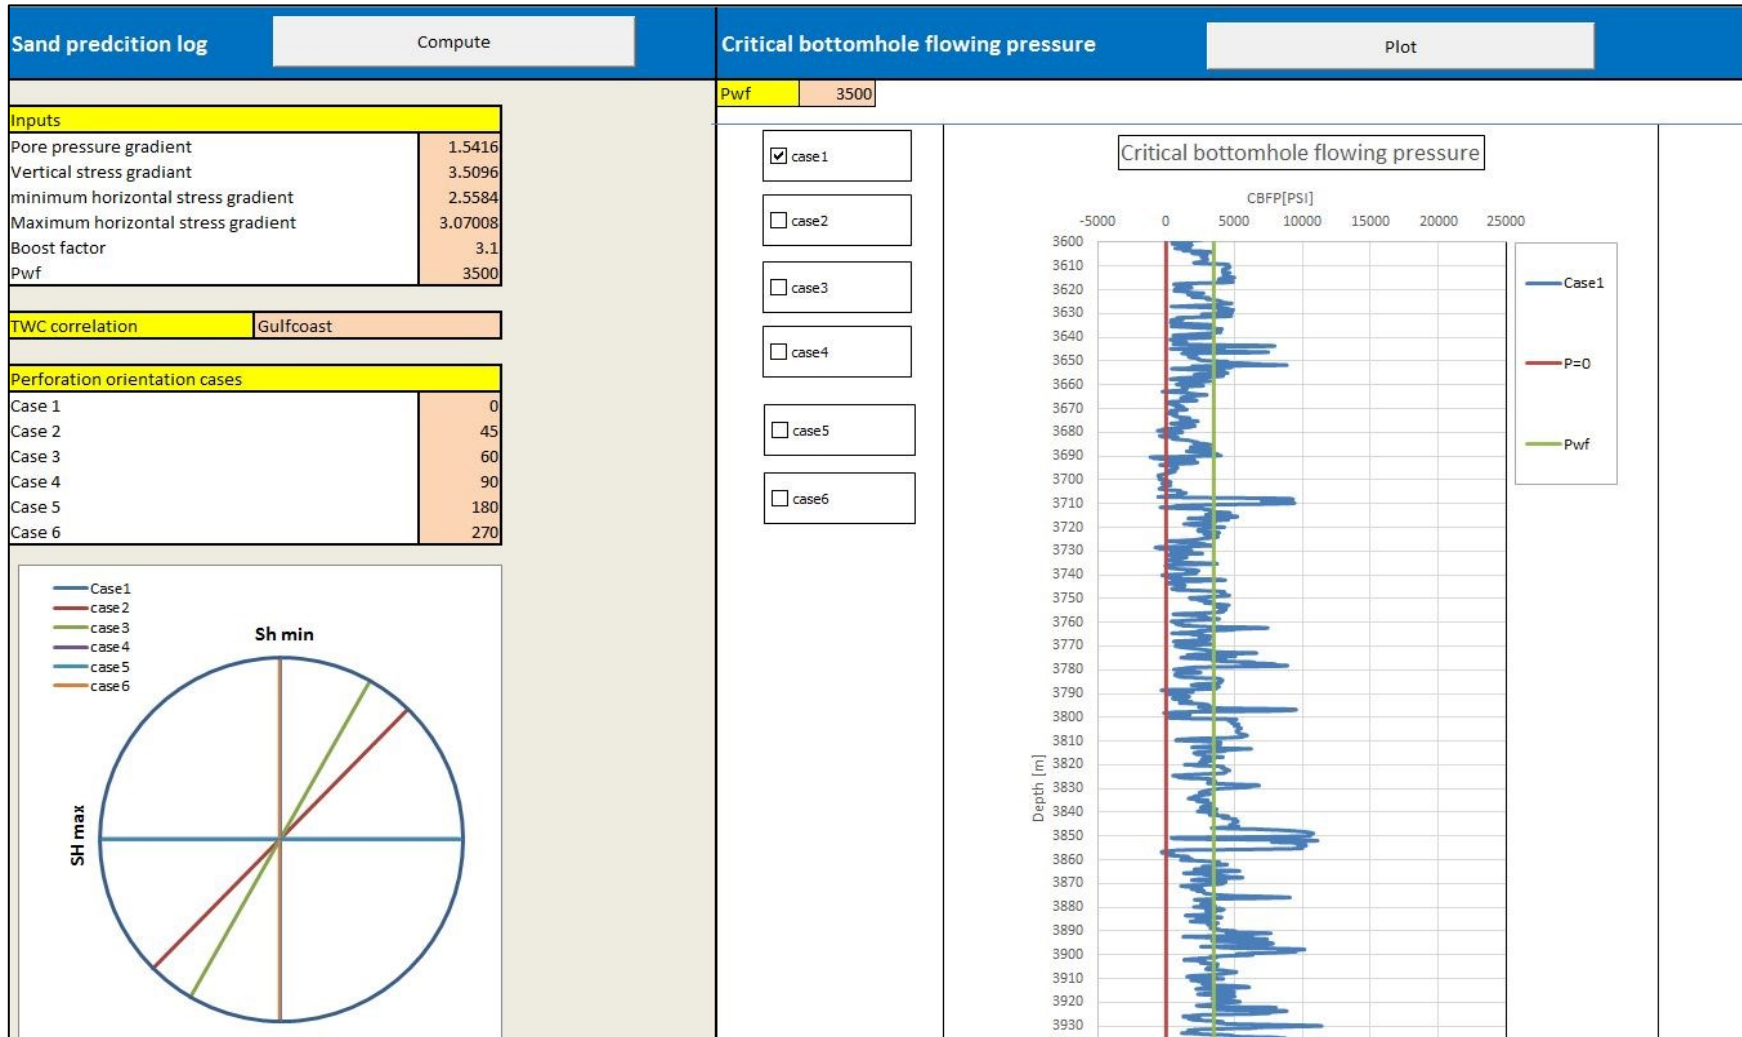 Sand predcition log
Compute
Inputs
Pore pressure gradient 1.5416
Vertical stress gradiant 3.5096
minimum horizontal stress gradient 2.5584
Maximum horizontal stress gradient 3.07008
Boost factor 3.1
Pwf 3500
TWC correlation Gulfcoast
Perforation orientation cases
Case 1 0
Case 2 45
Case 3 60
Case 4 90
Case 5 180
Case 6 270
Case1
case2
case3
case4
case5
case6
Sh min
SH max
Critical bottomhole flowing pressure
Plot
Pwf 3500
case1
case2
case3
case4
case5
case6
Critical bottomhole flowing pressure
CBFP[PSI]
-5000 0 5000 10000 15000 20000 25000
Depth [m]
3600
3610
3620
3630
3640
3650
3660
3670
3680
3690
3700
3710
3720
3730
3740
3750
3760
3770
3780
3790
3800
3810
3820
3830
3840
3850
3860
3870
3880
3890
3900
3910
3920
3930
Case1
P=0
Pwf